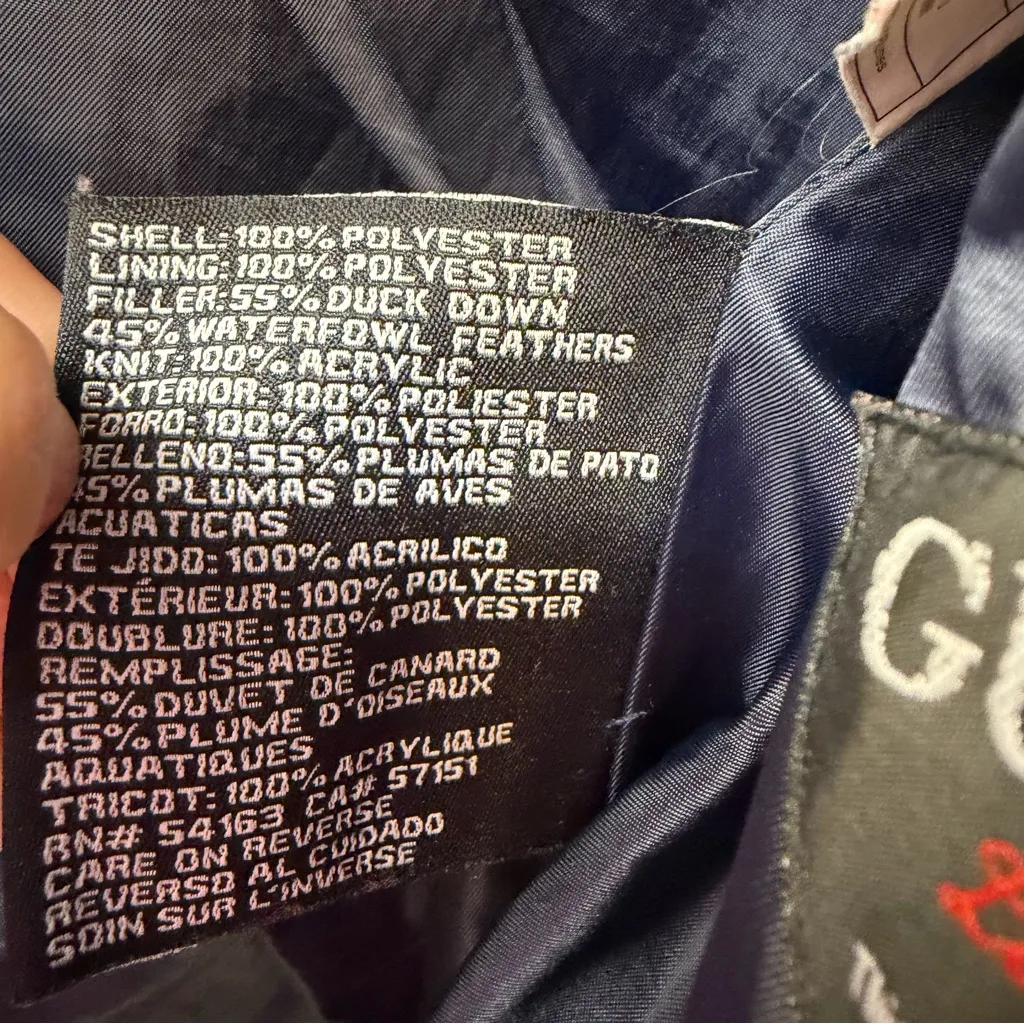 SHELL:100% POLYESTER
LINING:100% POLYESTER
FILLER:55% DUCK DOWN
45% WATERFOWL FEATHERS
KNIT:100% ACRYLIC
EXTERIOR:100% POLIESTER
FORRO:100% POLYESTER
RELLENO:55% PLUMAS DE PATO
45% PLUMAS DE AVES
ACUATICAS
TE JIDO:100% ACRILICO
EXTÉRIEUR:100% POLYESTER
DOUBLURE:100% POLYESTER
REMPLISSAGE:
55% DUVET DE CANARD
45% PLUME D'OISEAUX
AQUATIQUES
TRICOT:100% ACRYLIQUE
RN# 54163 CA# 57151
CARE ON REVERSE
REVERSO AL CUIDADO
SOIN SUR L'INVERSE
G